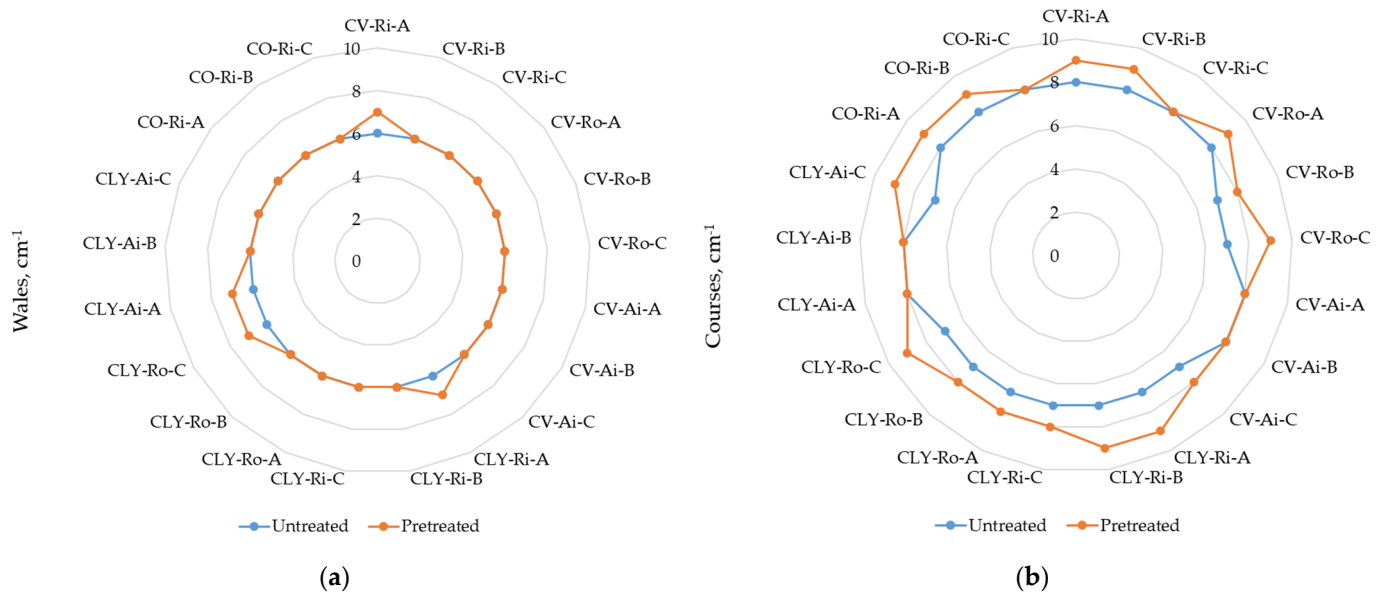 Wales, cm-1
CV-Ri-A
CV-Ri-B
CV-Ri-C
CV-Ro-A
CV-Ro-B
CV-Ro-C
CV-Ai-A
CV-Ai-B
CV-Ai-C
CLY-Ri-A
CLY-Ri-B
CLY-Ri-C
CLY-Ro-A
CLY-Ro-B
CLY-Ro-C
CLY-Ai-A
CLY-Ai-B
CLY-Ai-C
CO-Ri-A
CO-Ri-B
CO-Ri-C
10
8
6
4
2
0
Untreated Pretreated
(a)
Courses, cm-1
CV-Ri-A
CV-Ri-B
CV-Ri-C
CV-Ro-A
CV-Ro-B
CV-Ro-C
CV-Ai-A
CV-Ai-B
CV-Ai-C
CLY-Ri-A
CLY-Ri-B
CLY-Ri-C
CLY-Ro-A
CLY-Ro-B
CLY-Ro-C
CLY-Ai-A
CLY-Ai-B
CLY-Ai-C
CO-Ri-A
CO-Ri-B
CO-Ri-C
10
8
6
4
2
0
Untreated Pretreated
(b)